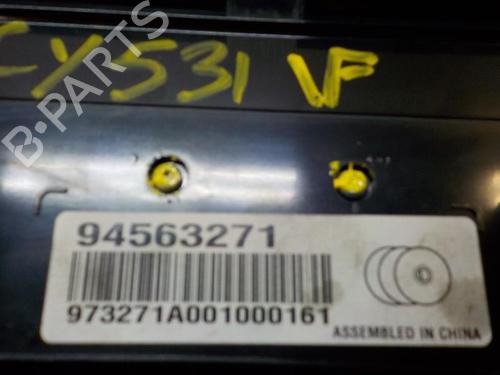 CY531 VF
B-PARTS
94563271
973271A001000161
ASSEMBLED IN CHINA